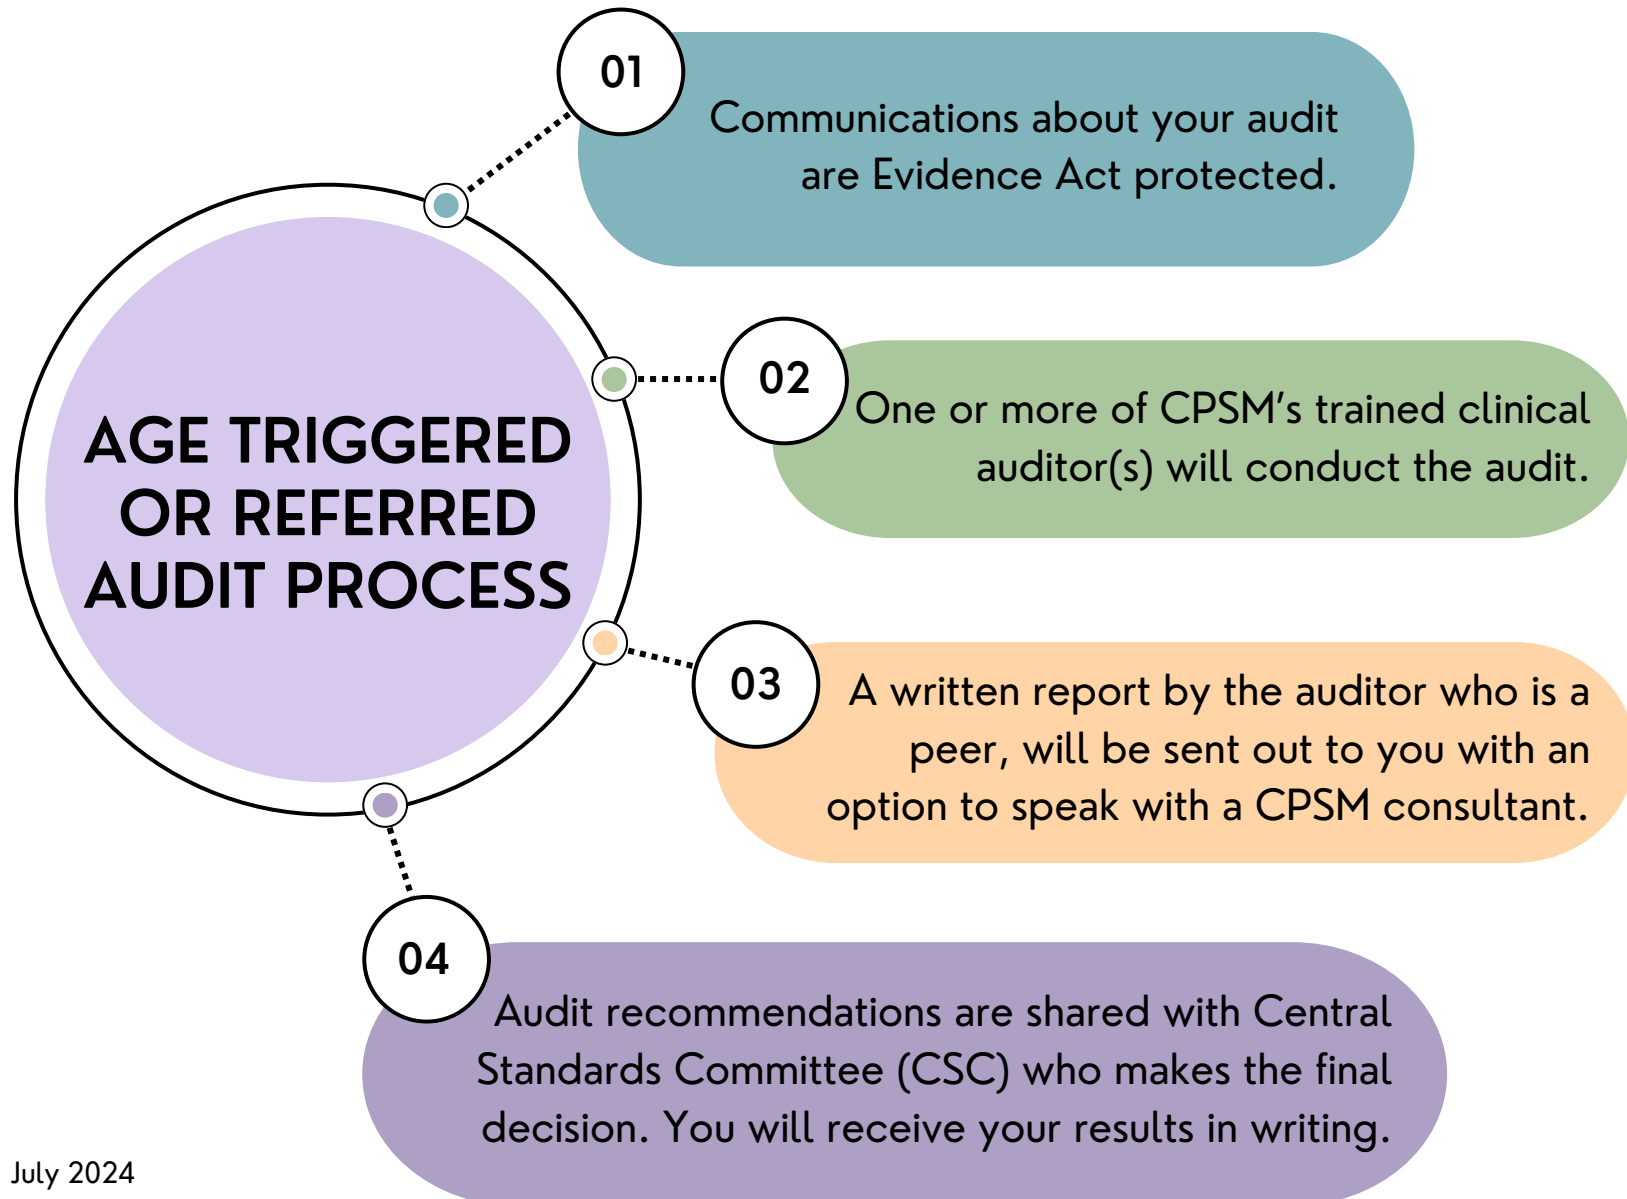 AGE TRIGGERED
OR REFERRED
AUDIT PROCESS
01
Communications about your audit
are Evidence Act protected.
02
One or more of CPSM’s trained clinical
auditor(s) will conduct the audit.
03
A written report by the auditor who is a
peer, will be sent out to you with an
option to speak with a CPSM consultant.
04
Audit recommendations are shared with Central
Standards Committee (CSC) who makes the final
decision. You will receive your results in writing.
July 2024